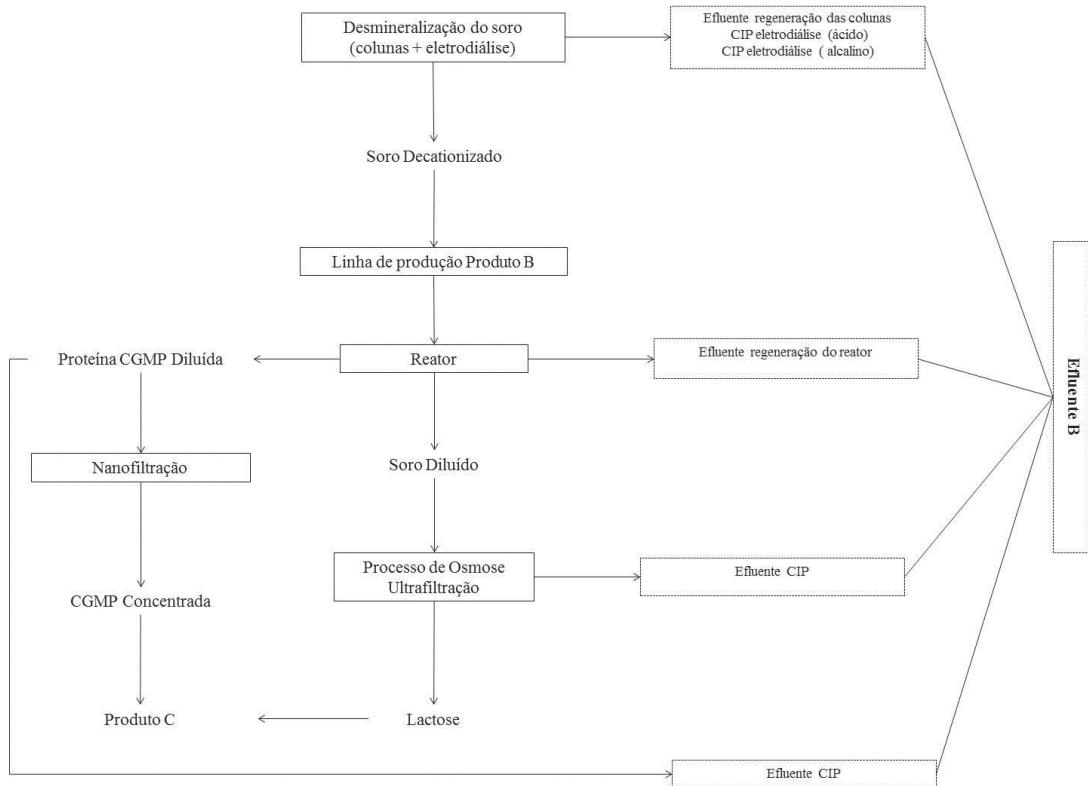 Desmineralização do soro
(colunas + eletrodiálise)
Efluente regeneração das colunas
CIP eletrodiálise (ácido)
CIP eletrodiálise ( alcalino)
Soro Decationizado
Linha de produção Produto B
Proteína CGMP Diluída
Reator
Efluente regeneração do reator
Efluente B
Nanofiltração
Soro Diluído
Processo de Osmose
Ultrafiltração
Efluente CIP
CGMP Concentrada
Produto C
Lactose
Efluente CIP